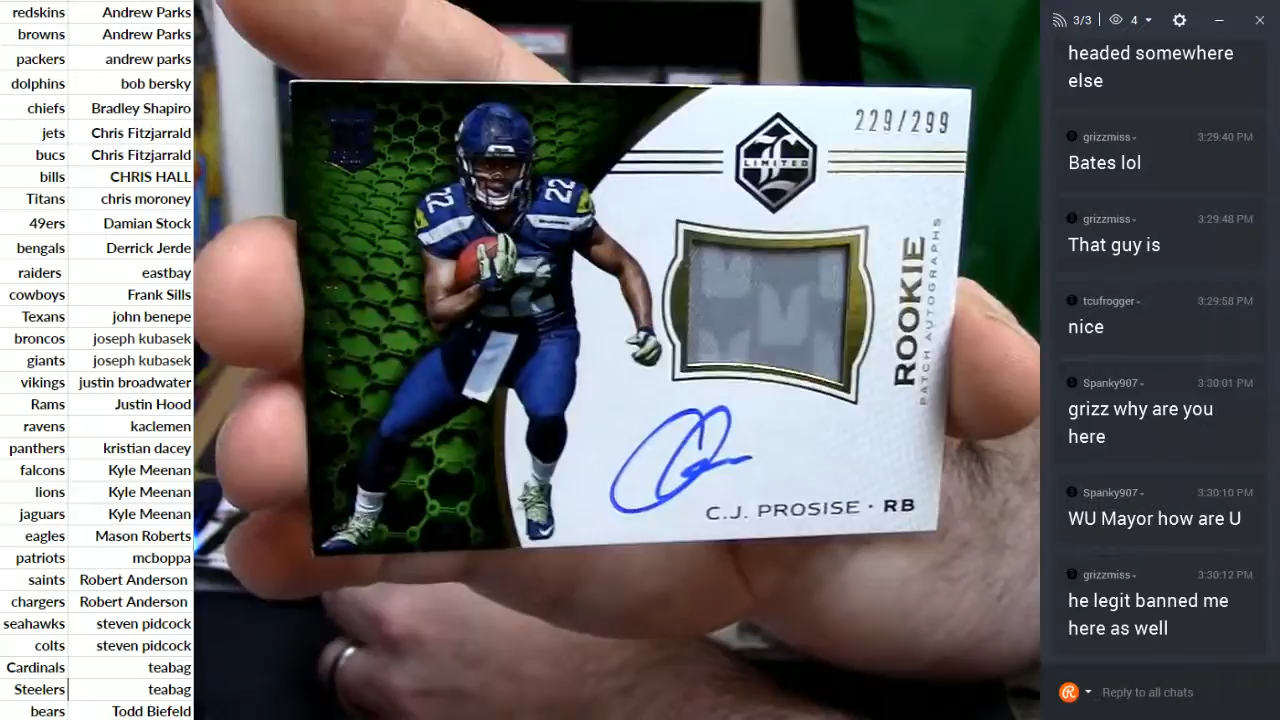 redskins Andrew Parks
browns Andrew Parks
packers andrew parks
dolphins bob bersky
chiefs Bradley Shapiro
jets Chris Fitzjarrald
bucs Chris Fitzjarrald
bills CHRIS HALL
Titans chris moroney
49ers Damian Stock
bengals Derrick Jerde
raiders eastbay
cowboys Frank Sills
Texans john benepe
broncos joseph kubasek
giants joseph kubasek
vikings justin broadwater
Rams Justin Hood
ravens kaclemen
panthers kristian dacey
falcons Kyle Meenan
lions Kyle Meenan
jaguars Kyle Meenan
eagles Mason Roberts
patriots mcboppa
saints Robert Anderson
chargers Robert Anderson
seahawks steven pidcock
colts steven pidcock
Cardinals teabag
Steelers teabag
bears Todd Biefeld
229/299
LIMITED
22
22
22
ROOKIE
PATCH AUTOGRAPHS
C.J. PROSISE · RB
3/3 4
headed somewhere
else
grizzmiss 3:29:40 PM
Bates lol
grizzmiss 3:29:48 PM
That guy is
tcufrogger 3:29:58 PM
nice
Spanky907 3:30:01 PM
grizz why are you
here
Spanky907 3:30:10 PM
WU Mayor how are U
grizzmiss 3:30:12 PM
he legit banned me
here as well
Reply to all chats